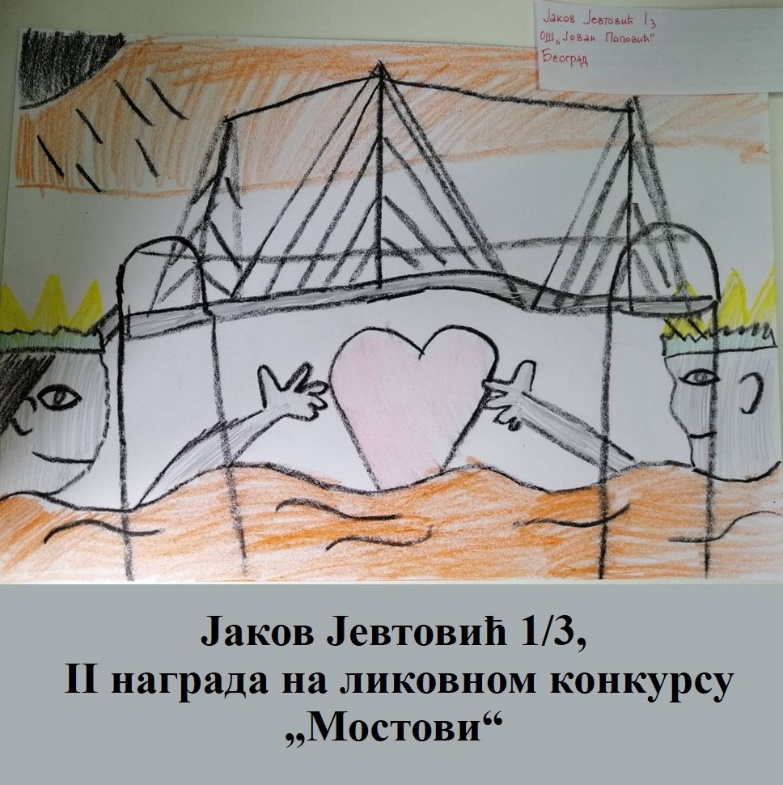 Јаков Јевтовић 1/3
ОШ„Јован Поповић“
Београд
Јаков Јевтовић 1/3,
II награда на ликовном конкурсу
„Мостови“